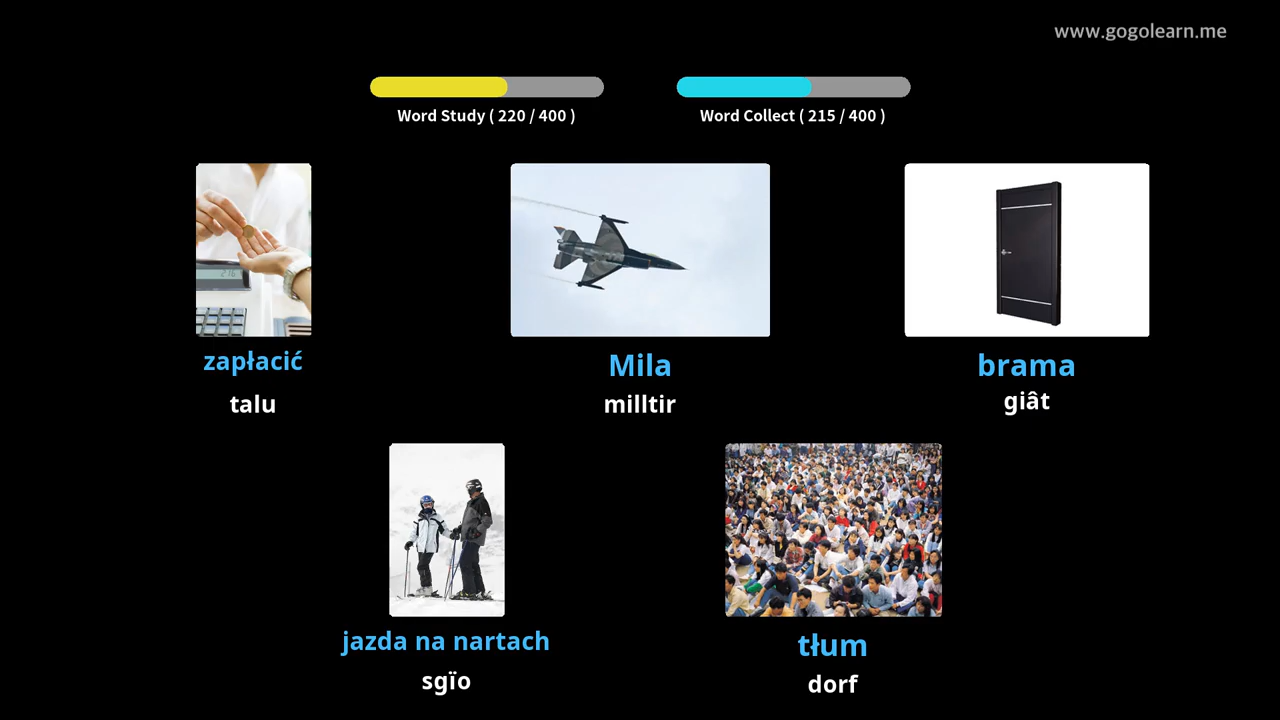 www.gogolearn.me
Word Study ( 220 / 400 )
Word Collect ( 215 / 400 )
zapłacić
talu
Mila
milltir
brama
giât
jazda na nartach
sgïo
tłum
dorf